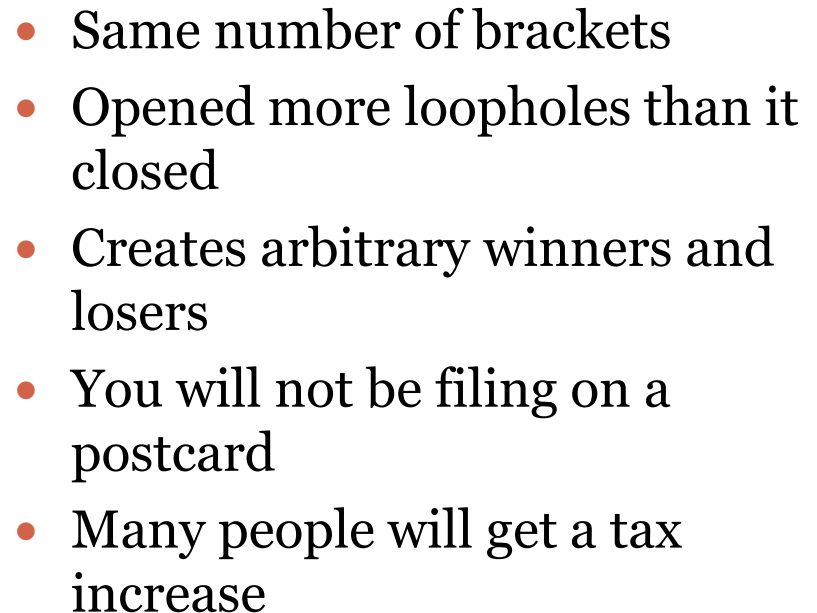 • Same number of brackets
• Opened more loopholes than it
closed
• Creates arbitrary winners and
losers
• You will not be filing on a
postcard
• Many people will get a tax
increase